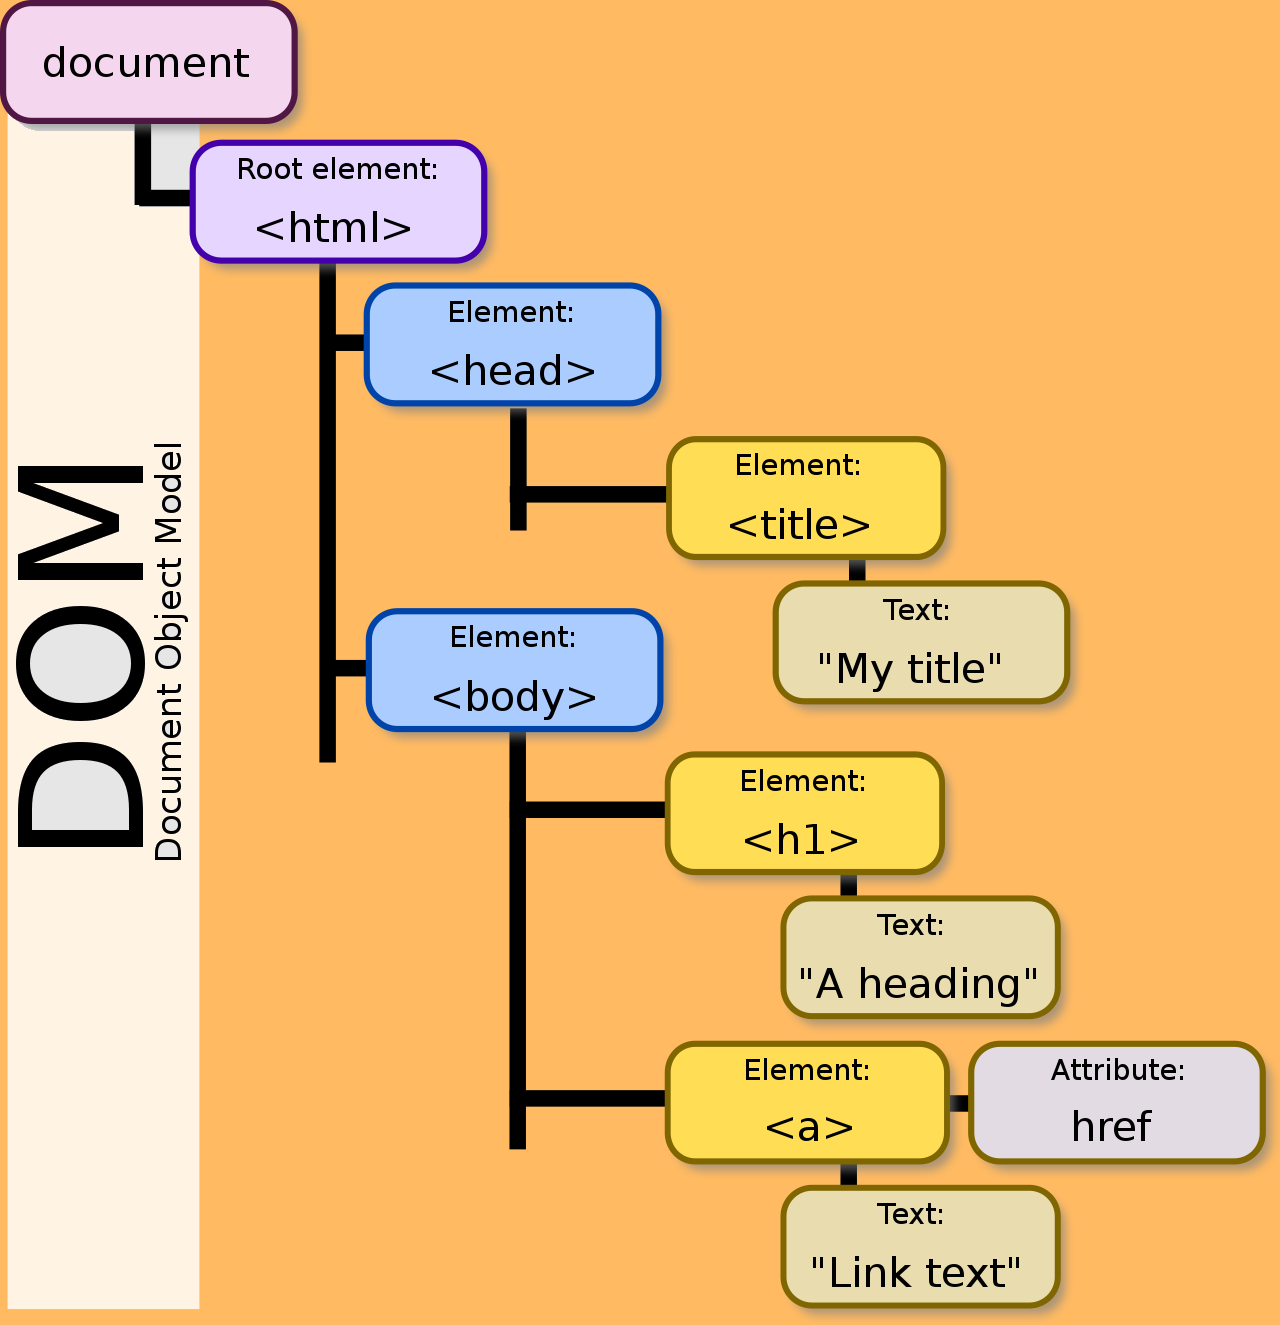 document
Root element:
<html>
Element:
<head>
Element:
<title>
Text:
"My title"
Element:
<body>
Element:
<h1>
Text:
"A heading"
Element:
<a>
Attribute:
href
Text:
"Link text"
DOM
Document Object Model